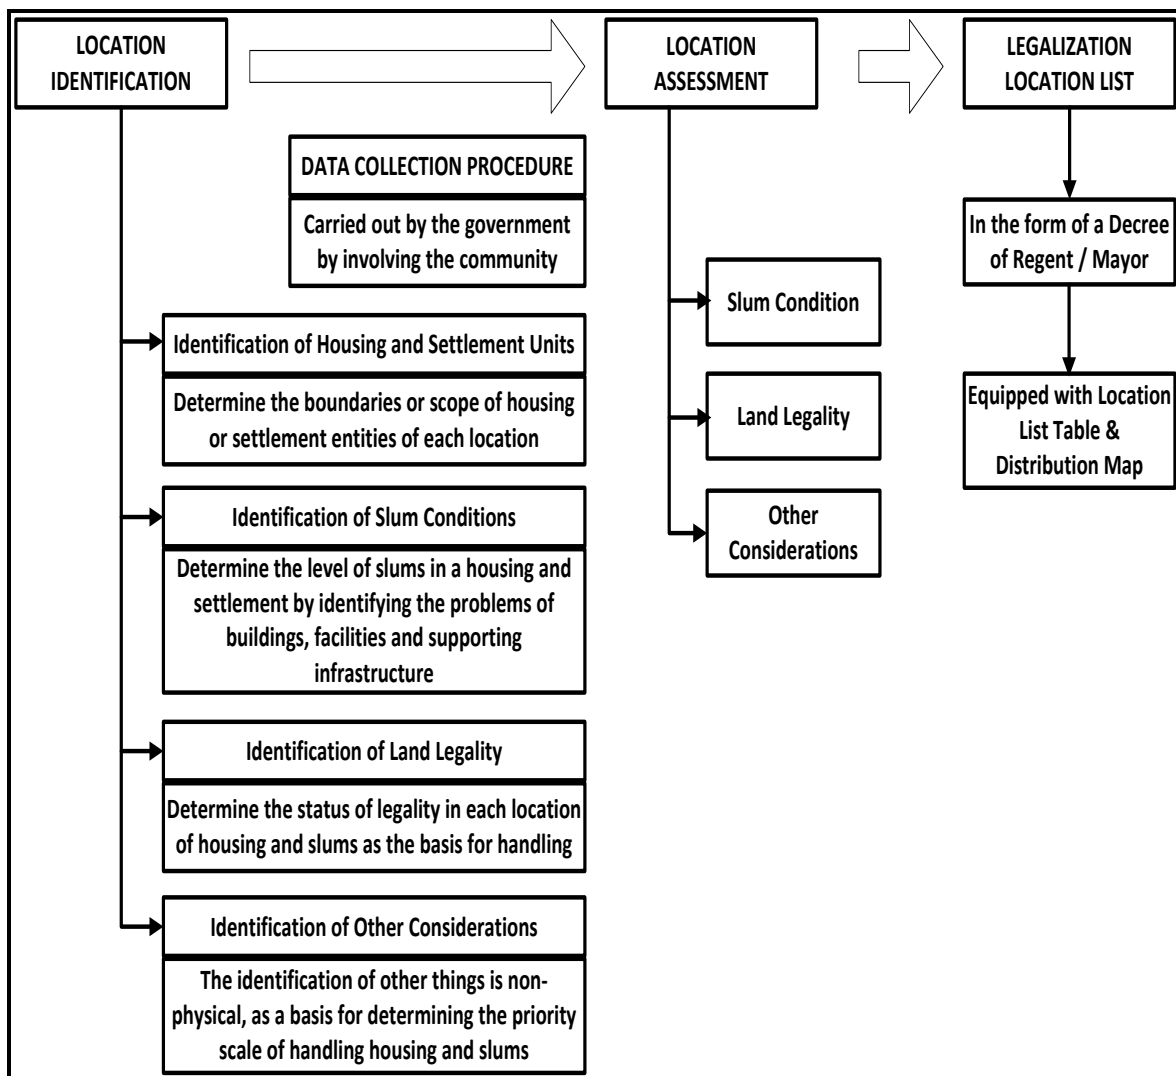 LOCATION
IDENTIFICATION
LOCATION
ASSESSMENT
LEGALIZATION
LOCATION LIST
DATA COLLECTION PROCEDURE
Carried out by the government
by involving the community
Identification of Housing and Settlement Units
Determine the boundaries or scope of housing
or settlement entities of each location
Identification of Slum Conditions
Determine the level of slums in a housing and
settlement by identifying the problems of
buildings, facilities and supporting
infrastructure
Identification of Land Legality
Determine the status of legality in each location
of housing and slums as the basis for handling
Identification of Other Considerations
The identification of other things is non-
physical, as a basis for determining the priority
scale of handling housing and slums
Slum Condition
Land Legality
Other
Considerations
In the form of a Decree
of Regent / Mayor
Equipped with Location
List Table &
Distribution Map